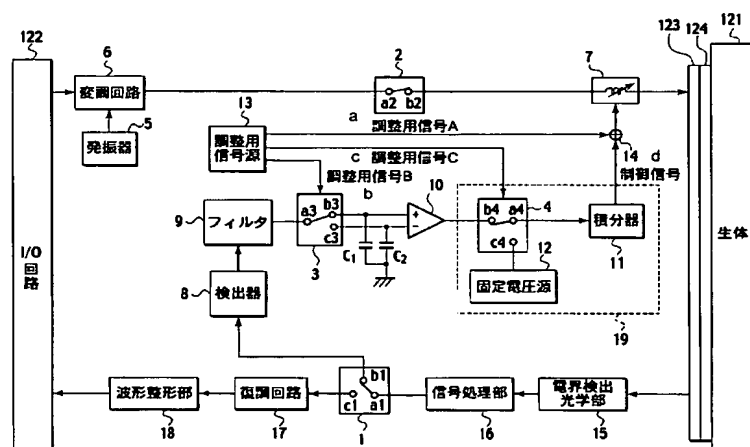 122
6
変調回路
発振器
5
2
a2 b2
7
123
124
121
a
調整用信号A
13
調整用
信号源
c 調整用信号C
調整用信号B
b
14
d
制御信号
10
9
フィルタ
a3
b3
c3
3
C1
C2
+
-
b4 a4
c4
4
12
固定電圧源
積分器
11
19
I/O
回路
生体
8
検出器
b1
c1
a1
1
波形整形部
18
復調回路
17
信号処理部
16
電界検出
光学部
15